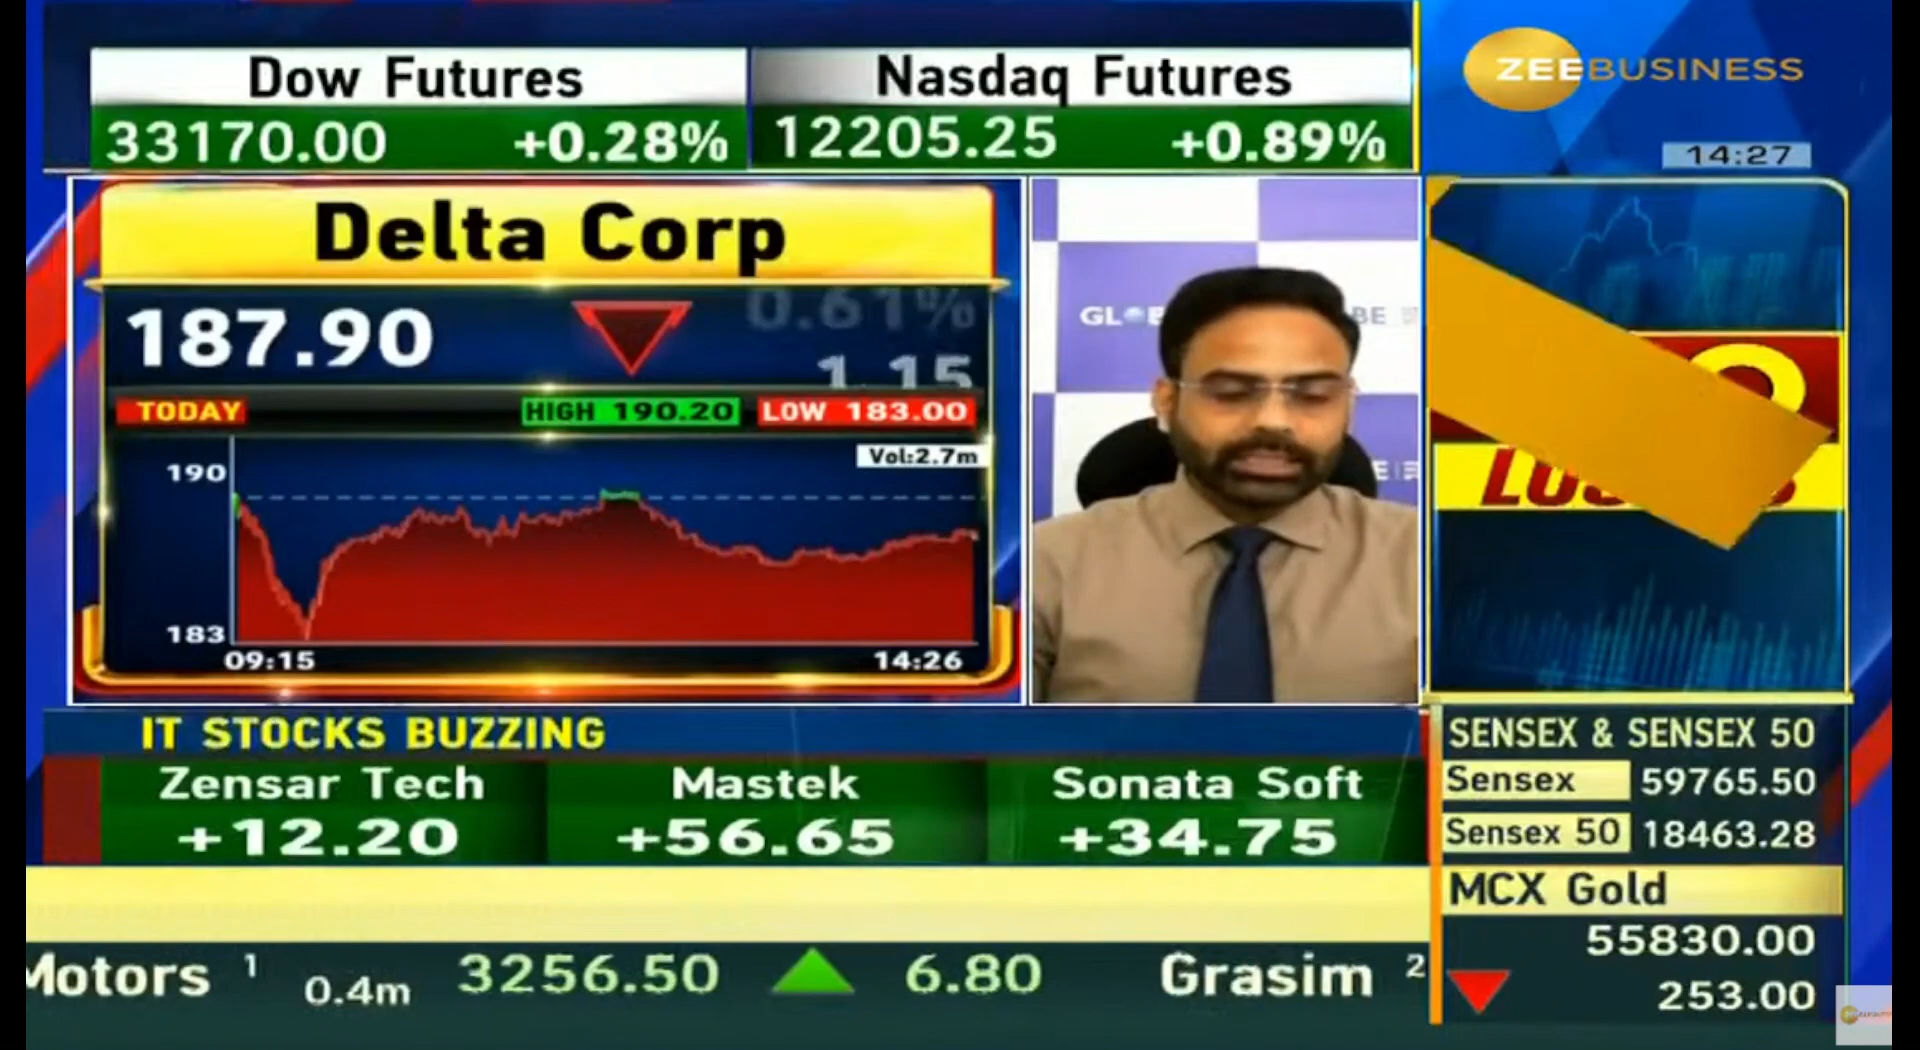 Dow Futures
33170.00 +0.28%
Nasdaq Futures
12205.25 +0.89%
ZEEBUSINESS
14:27
Delta Corp
187.90
0.61%
1.15
TODAY
HIGH 190.20
LOW 183.00
Vol:2.7m
190
183
09:15
14:26
IT STOCKS BUZZING
Zensar Tech
+12.20
Mastek
+56.65
Sonata Soft
+34.75
SENSEX & SENSEX 50
Sensex 59765.50
Sensex 50 18463.28
MCX Gold
55830.00
253.00
Motors 1 0.4m 3256.50 6.80 Grasim 2